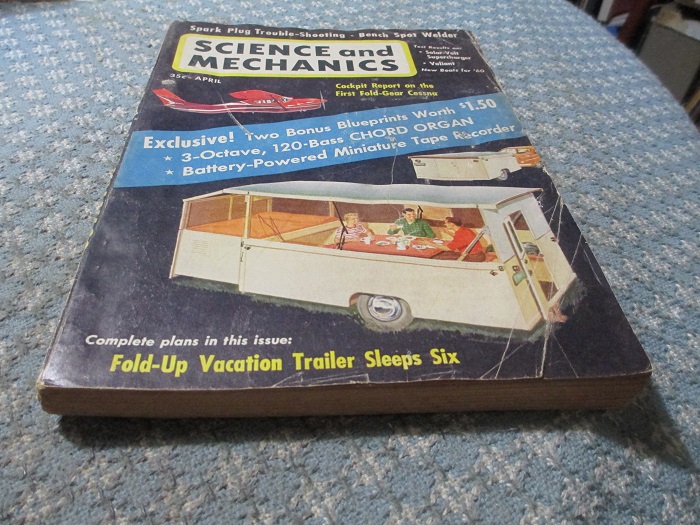 Spark Plug Trouble-Shooting - Bench Spot Welder
SCIENCE and
MECHANICS
35c - APRIL
Test Results on:
• Solar-Volt
Supercharger
• Valiant
New Boats for '60
Cockpit Report on the
First Fold-Gear Cessna
Exclusive! Two Bonus Blueprints Worth $1.50
★ 3-Octave, 120-Bass CHORD ORGAN
★ Battery-Powered Miniature Tape Recorder
Complete plans in this issue:
Fold-Up Vacation Trailer Sleeps Six